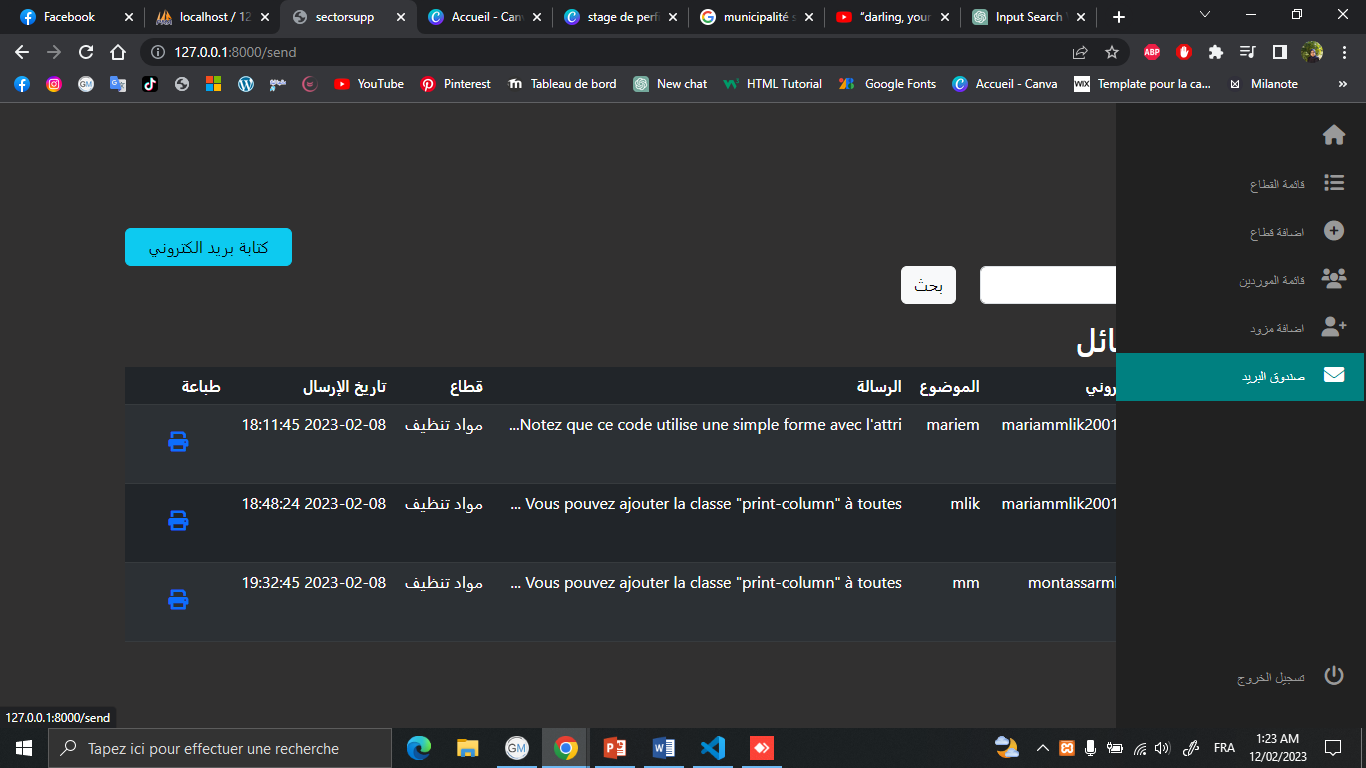 Facebook
localhost / 12
sectorsupp
Accueil - Can
stage de perf
municipalité s
"darling, your
Input Search
127.0.0.1:8000/send
YouTube
Pinterest
Tableau de bord
New chat
HTML Tutorial
Google Fonts
Accueil - Canva
WIX
Template pour la ca...
Milanote
»
قائمة القطاع
اضافة قطاع
قائمة الموردين
اضافة مزود
صندوق البريد
تسجيل الخروج
كتابة بريد الكتروني
بحث
ائل
روني الموضوع الرسالة قطاع تاريخ الإرسال طباعة
mariammlik2001 mariem ...Notez que ce code utilise une simple forme avec l'attri مواد تنظيف 18:11:45 2023-02-08
mariammlik2001 mlik ... Vous pouvez ajouter la classe "print-column" à toutes مواد تنظيف 18:48:24 2023-02-08
montassarml mm ... Vous pouvez ajouter la classe "print-column" à toutes مواد تنظيف 19:32:45 2023-02-08
127.0.0.1:8000/send
Tapez ici pour effectuer une recherche
GM
FRA
1:23 AM
12/02/2023